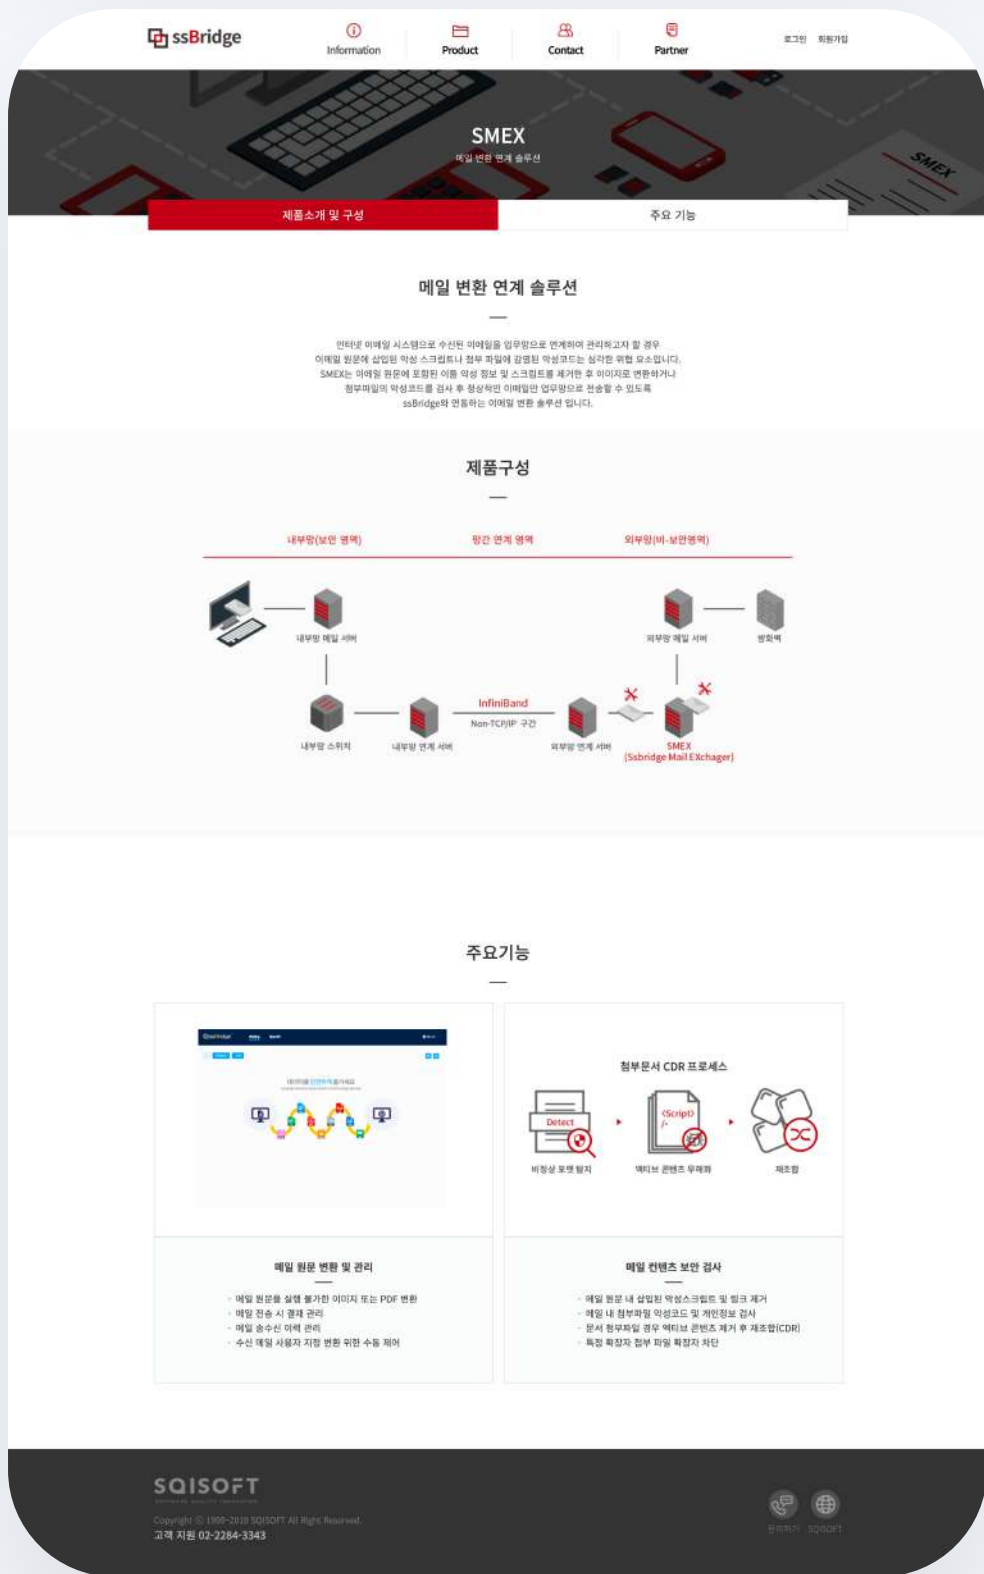 ssBridge
Information
Product
Contact
Partner
로그인 회원가입
SMEX
메일 변환 연계 솔루션
SMEX
제품소개 및 구성
주요 기능
메일 변환 연계 솔루션
인터넷 이메일 시스템으로 수신된 이메일을 업무망으로 연계하여 관리하고자 할 경우
이메일 원문에 삽입된 악성 스크립트나 첨부 파일에 감염된 악성코드는 심각한 위협 요소입니다.
SMEX는 이메일 원문에 포함된 이들 악성 정보 및 스크립트를 제거한 후 이미지로 변환하거나
첨부파일의 악성코드를 검사 후 정상적인 이메일만 업무망으로 전송할 수 있도록
ssBridge와 연동하는 이메일 변환 솔루션 입니다.
제품구성
내부망(보안 영역)
망간 연계 영역
외부망(비-보안영역)
내부망 메일 서버
외부망 메일 서버
방화벽
InfiniBand
Non-TCP/IP 구간
내부망 스위치
내부망 연계 서버
외부망 연계 서버
SMEX
(Ssbridge Mail EXchager)
주요기능
데이터를 안전하게 옮기세요
첨부문서 CDR 프로세스
Detect
<Script>
/-
비정상 포맷 탐지
액티브 콘텐츠 무해화
재조합
메일 원문 변환 및 관리
- 메일 원문을 실행 불가한 이미지 또는 PDF 변환
- 메일 전송 시 결재 관리
- 메일 송수신 이력 관리
- 수신 메일 사용자 지정 변환 위한 수동 제어
메일 컨텐츠 보안 검사
- 메일 원문 내 삽입된 악성스크립트 및 링크 제거
- 메일 내 첨부파일 악성코드 및 개인정보 검사
- 문서 첨부파일 경우 액티브 콘텐츠 제거 후 재조합(CDR)
- 특정 확장자 첨부 파일 확장자 차단
SQISOFT
Copyright ⓒ 1999-2019 SQISOFT All Right Reserved.
고객 지원 02-2284-3343
문의하기
SQISOFT